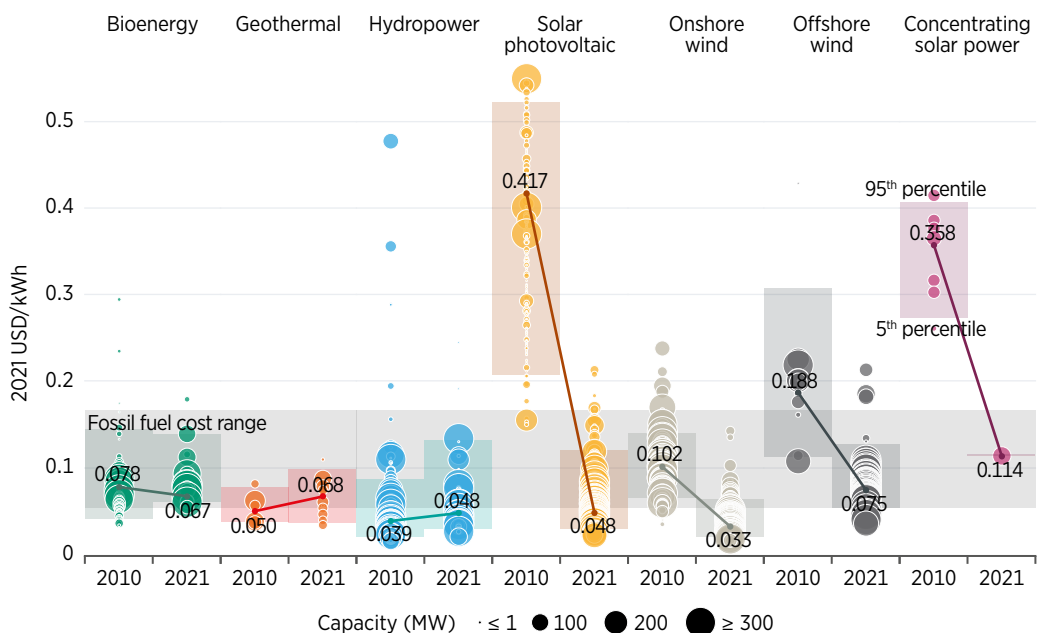 Bioenergy
Geothermal
Hydropower
Solar
photovoltaic
Onshore
wind
Offshore
wind
Concentrating
solar power
2021 USD/kWh
0.5
0.4
0.3
0.2
0.1
0
Fossil fuel cost range
95th percentile
5th percentile
0.078
0.067
0.050
0.068
0.039
0.048
0.417
0.048
0.102
0.033
0.188
0.075
0.358
0.114
2010 2021 2010 2021 2010 2021 2010 2021 2010 2021 2010 2021 2010 2021
Capacity (MW) ≤ 1 100 200 ≥ 300